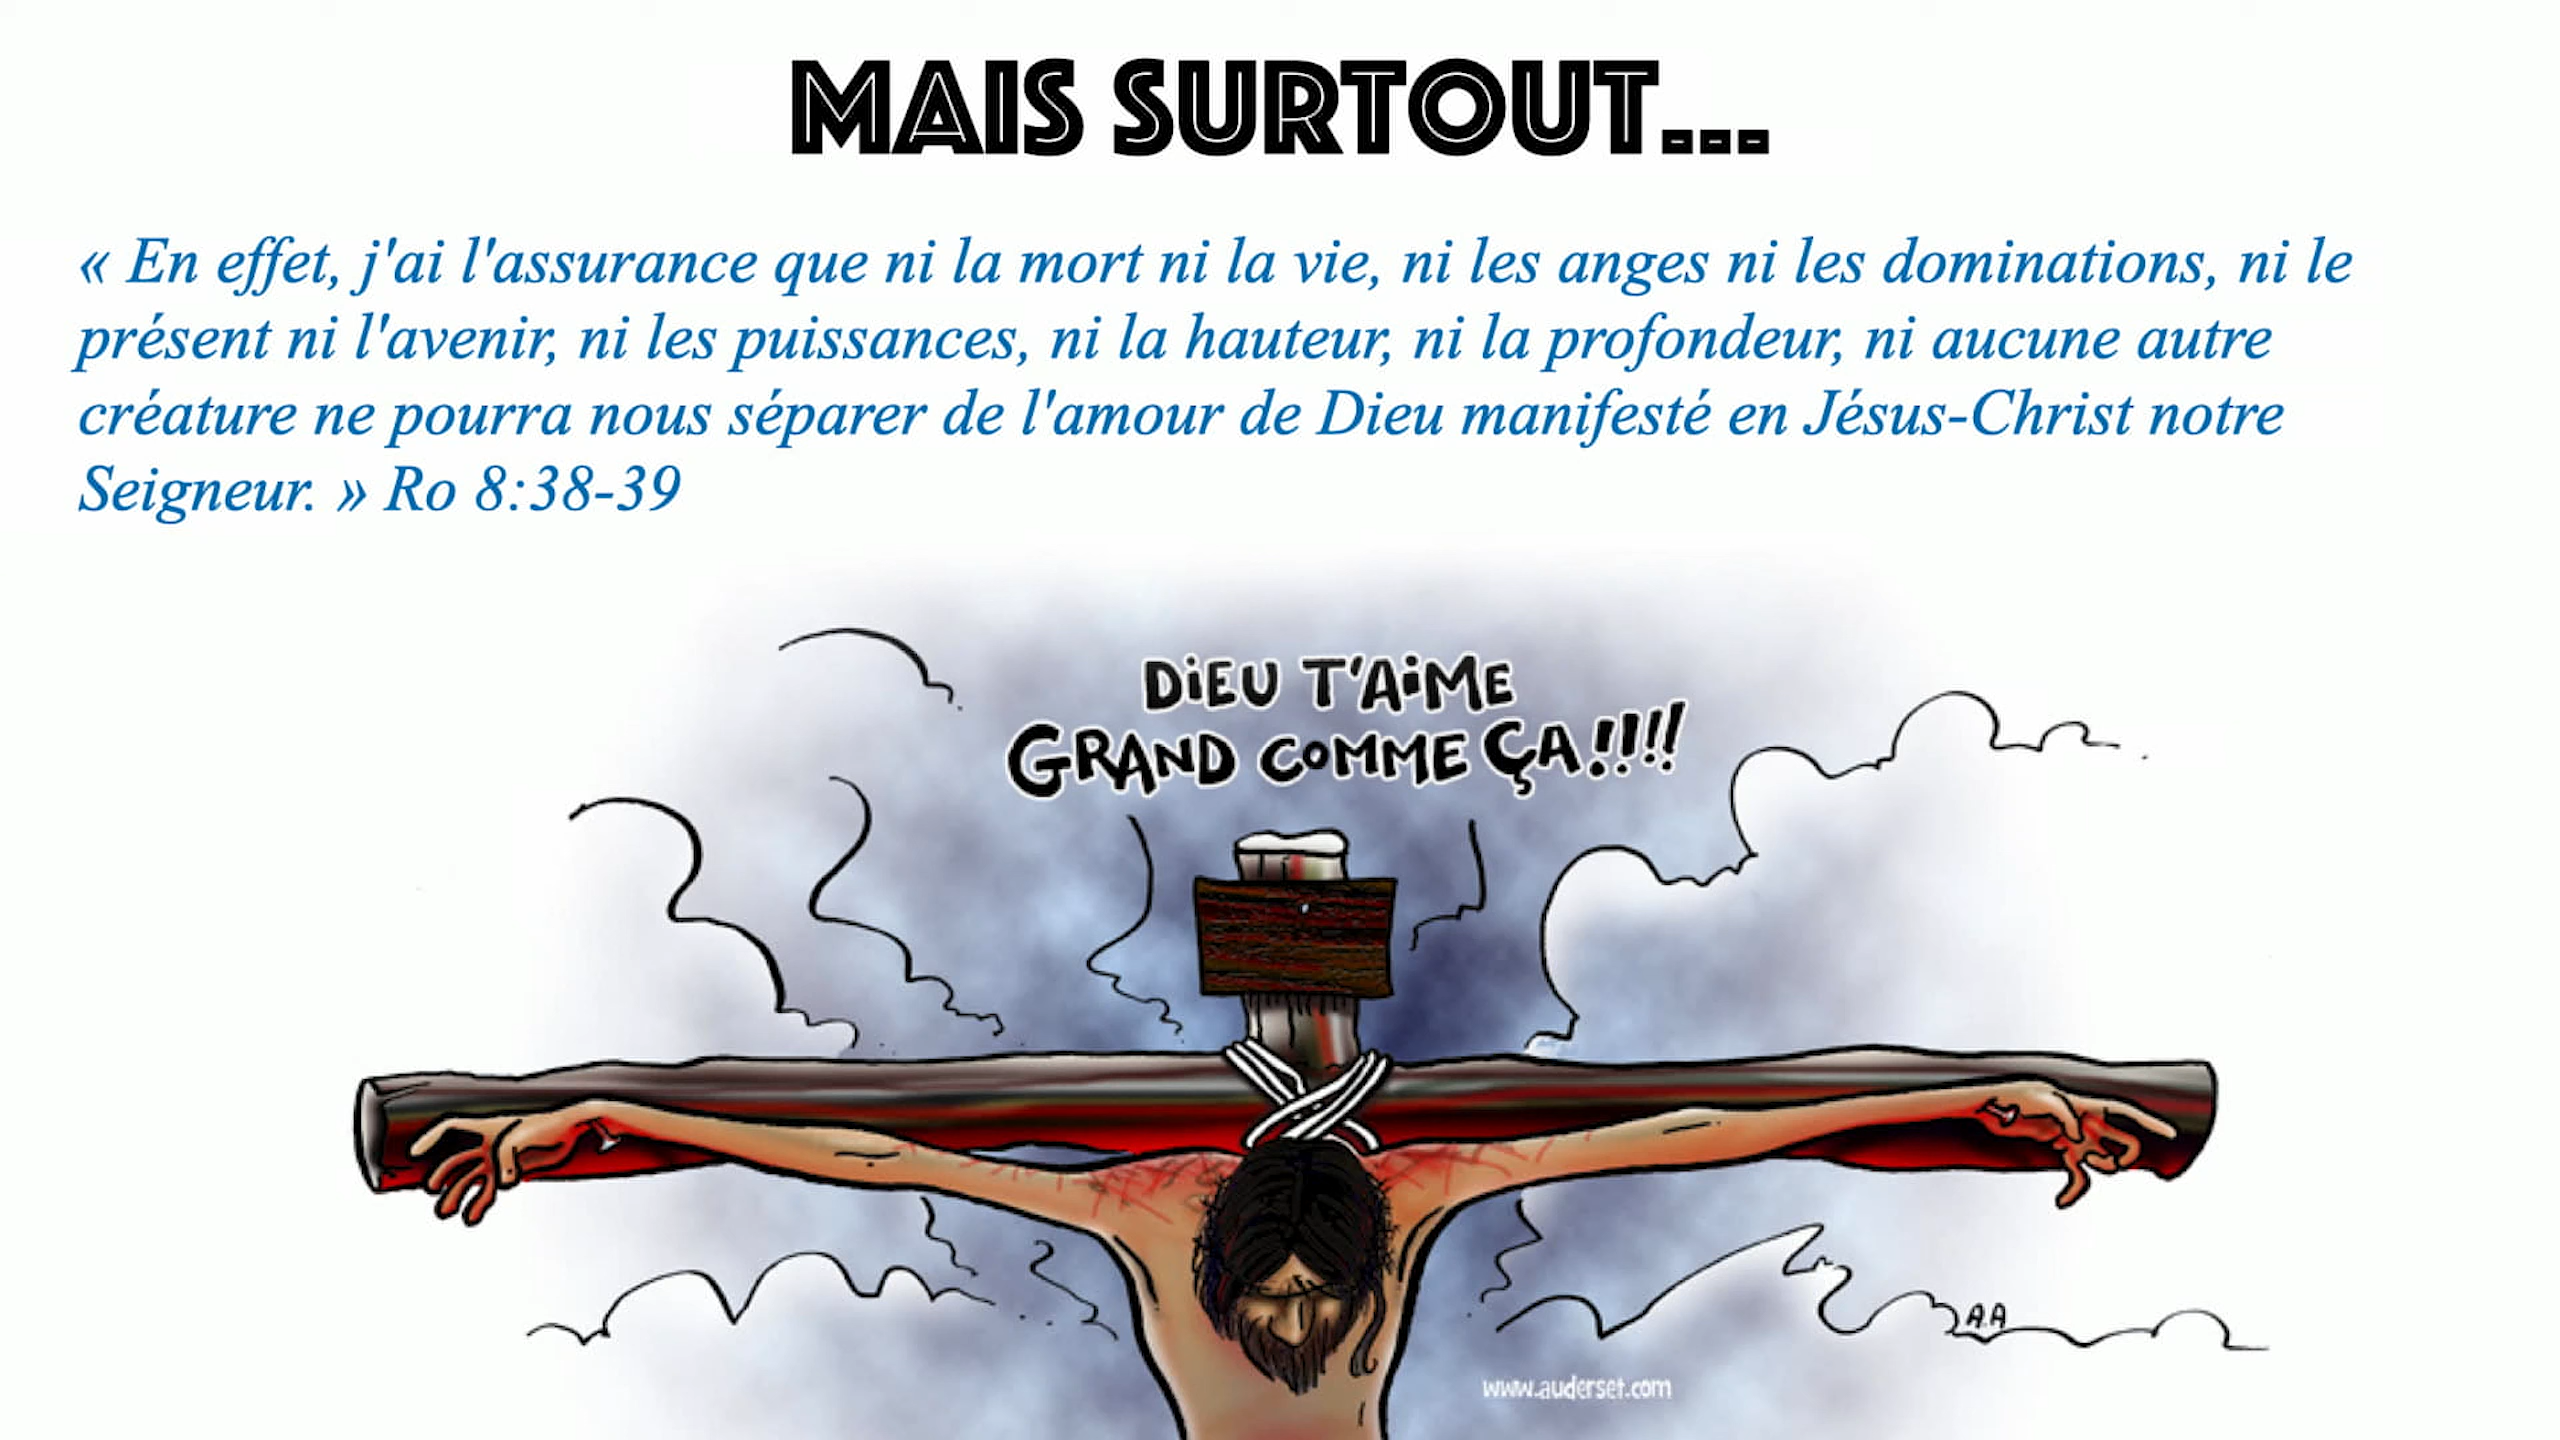 MAIS SURTOUT...
« En effet, j'ai l'assurance que ni la mort ni la vie, ni les anges ni les dominations, ni le
présent ni l'avenir, ni les puissances, ni la hauteur, ni la profondeur, ni aucune autre
créature ne pourra nous séparer de l'amour de Dieu manifesté en Jésus-Christ notre
Seigneur. » Ro 8:38-39
DiEU T'AiME
GRAND COMME ÇA!!!!
A.A
www.auderset.com